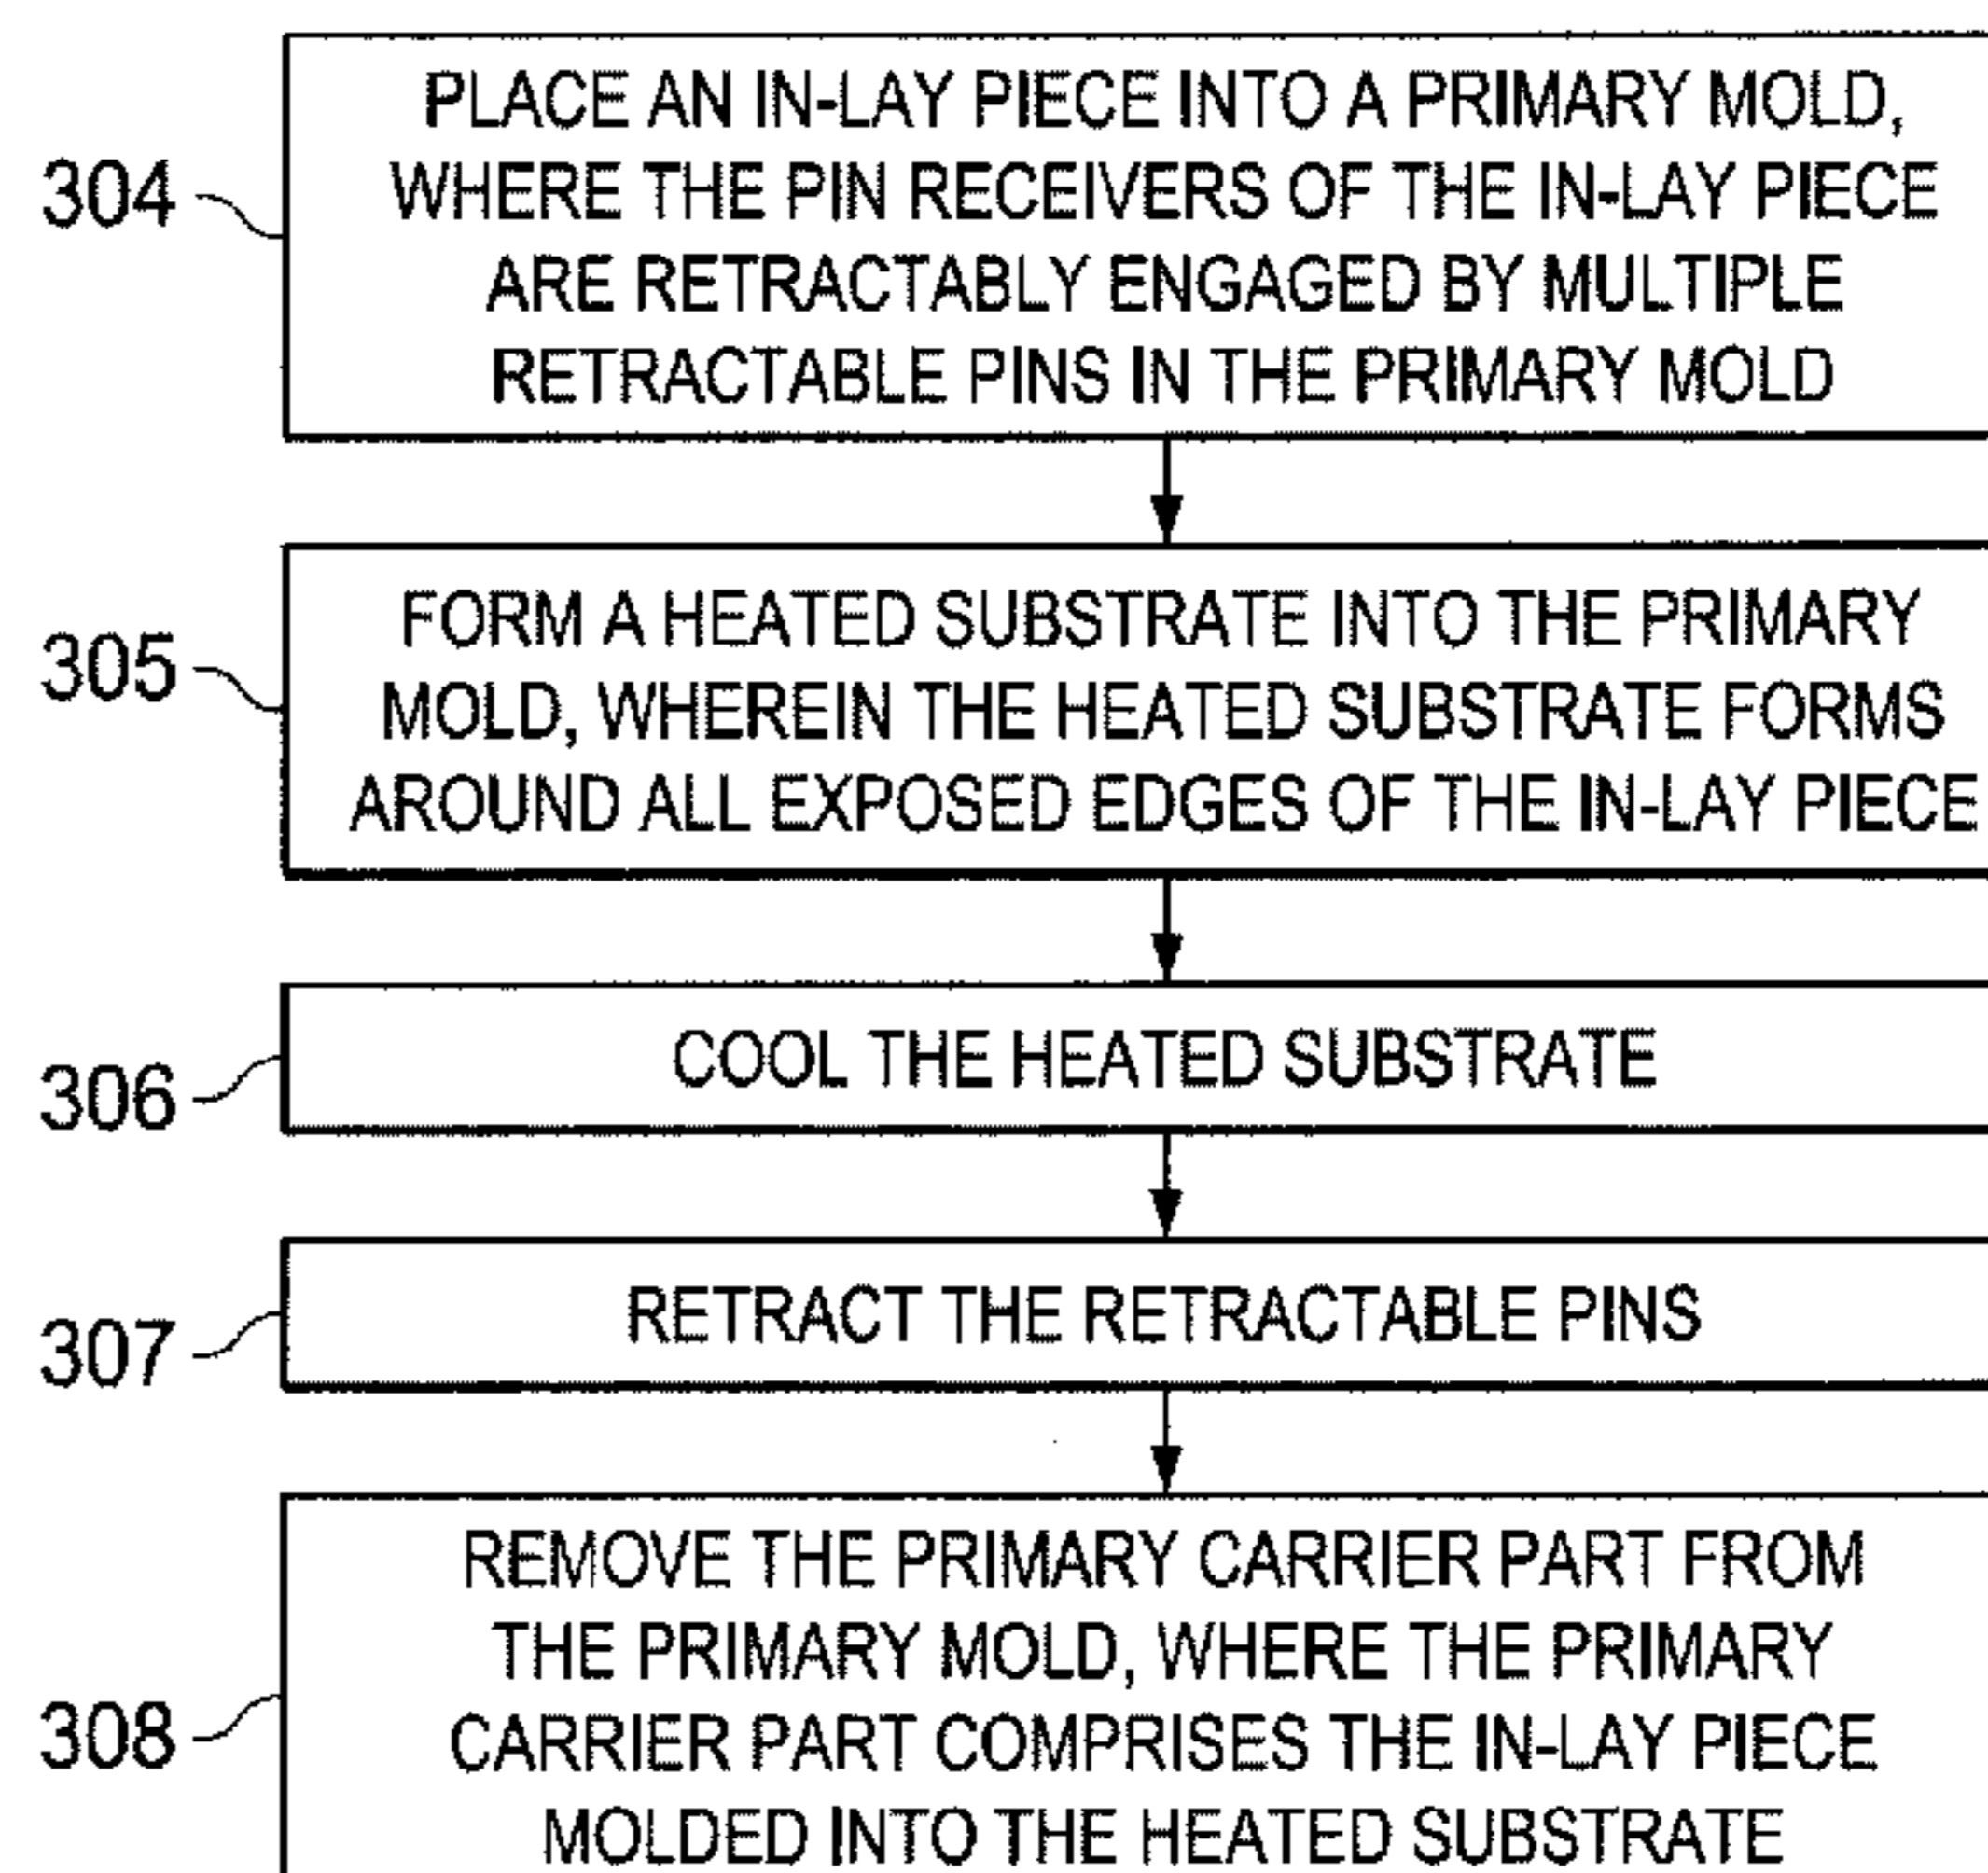 304
PLACE AN IN-LAY PIECE INTO A PRIMARY MOLD,
WHERE THE PIN RECEIVERS OF THE IN-LAY PIECE
ARE RETRACTABLY ENGAGED BY MULTIPLE
RETRACTABLE PINS IN THE PRIMARY MOLD
305
FORM A HEATED SUBSTRATE INTO THE PRIMARY
MOLD, WHEREIN THE HEATED SUBSTRATE FORMS
AROUND ALL EXPOSED EDGES OF THE IN-LAY PIECE
306
COOL THE HEATED SUBSTRATE
307
RETRACT THE RETRACTABLE PINS
308
REMOVE THE PRIMARY CARRIER PART FROM
THE PRIMARY MOLD, WHERE THE PRIMARY
CARRIER PART COMPRISES THE IN-LAY PIECE
MOLDED INTO THE HEATED SUBSTRATE